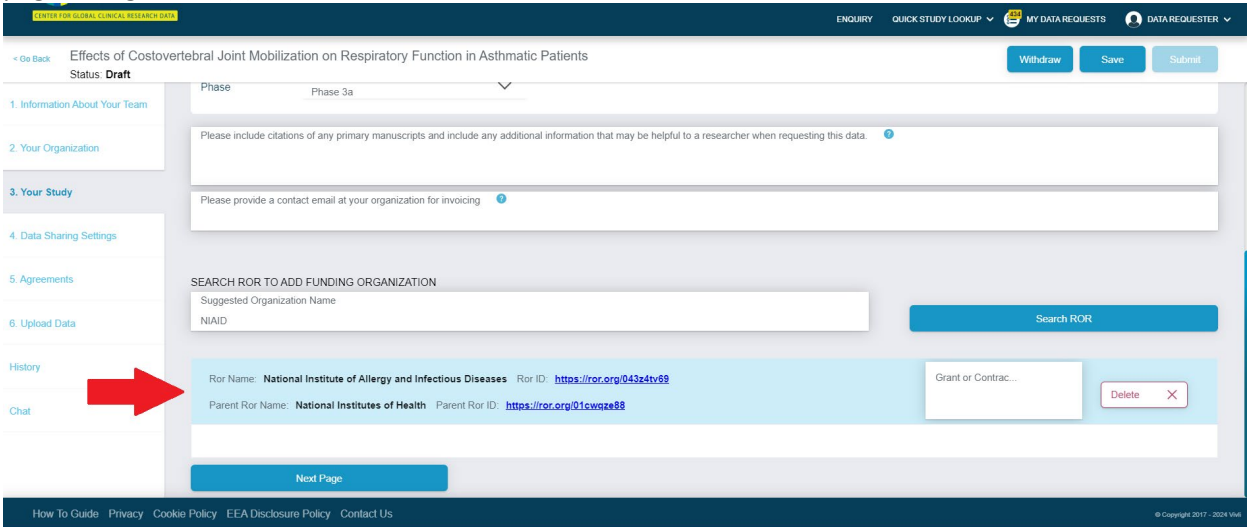 CENTER FOR GLOBAL CLINICAL RESEARCH DATA
ENQUIRY QUICK STUDY LOOKUP 434 MY DATA REQUESTS DATA REQUESTER
< Go Back Effects of Costovertebral Joint Mobilization on Respiratory Function in Asthmatic Patients
Status: Draft
Withdraw Save Submit
Phase Phase 3a
1. Information About Your Team
Please include citations of any primary manuscripts and include any additional information that may be helpful to a researcher when requesting this data. ?
2. Your Organization
3. Your Study
Please provide a contact email at your organization for invoicing ?
4. Data Sharing Settings
5. Agreements
SEARCH ROR TO ADD FUNDING ORGANIZATION
Suggested Organization Name
NIAID
Search ROR
6. Upload Data
History
Ror Name: National Institute of Allergy and Infectious Diseases Ror ID: https://ror.org/043z4tv69
Grant or Contrac...
Parent Ror Name: National Institutes of Health Parent Ror ID: https://ror.org/01cwqze88
Delete X
Chat
Next Page
How To Guide Privacy Cookie Policy EEA Disclosure Policy Contact Us
© Copyright 2017 - 2024 Vivli